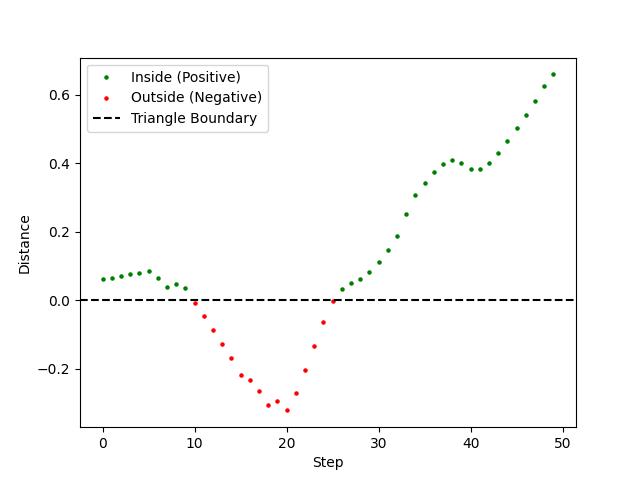 Inside (Positive)
Outside (Negative)
Triangle Boundary
0.6
0.4
0.2
0.0
−0.2
Distance
0 10 20 30 40 50
Step